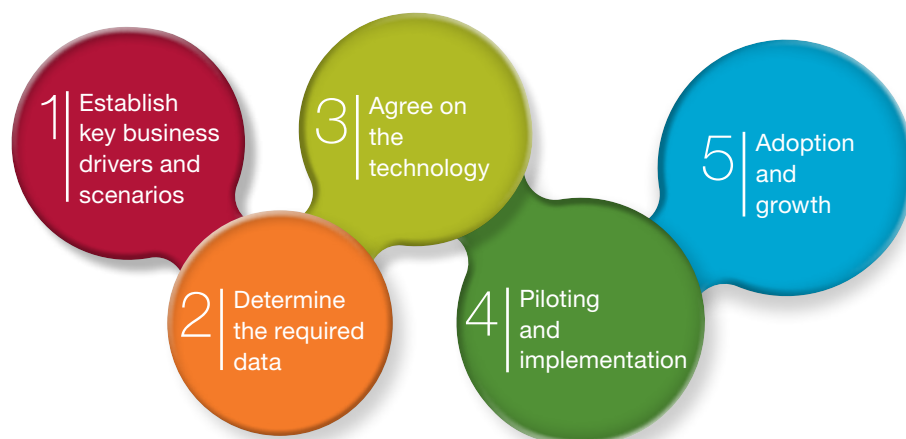 1
Establish
key business
drivers and
scenarios
2
Determine
the required
data
3
Agree on
the
technology
4
Piloting
and
implementation
5
Adoption
and
growth